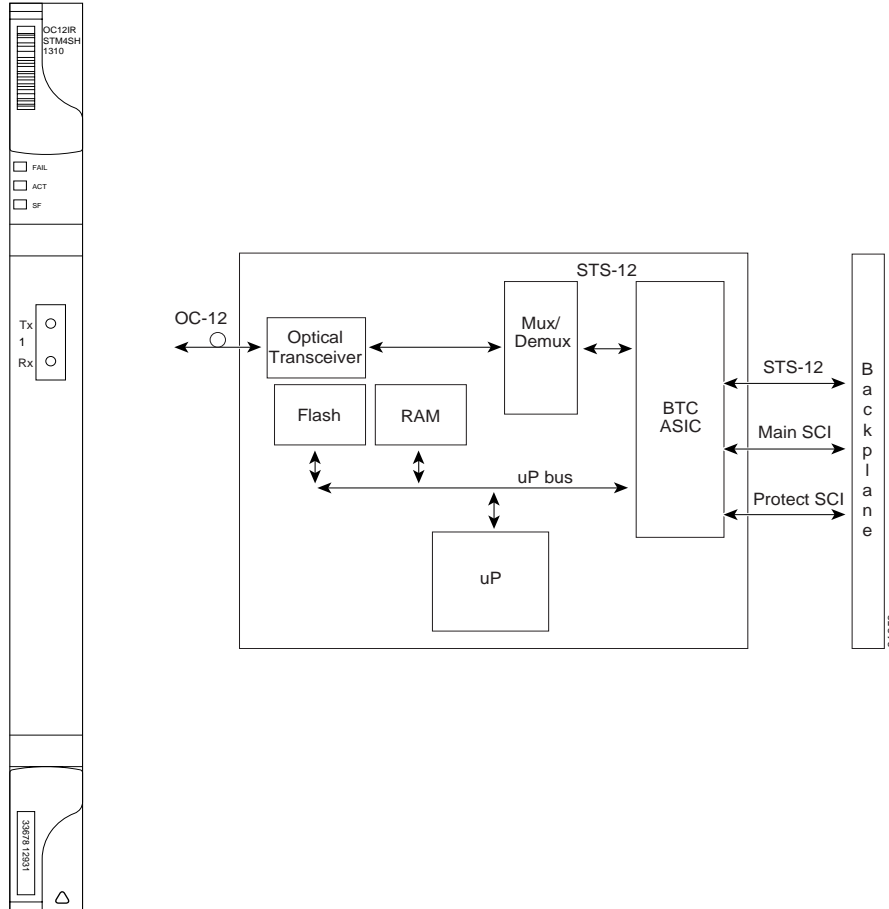 OC12IR
STM4SH
1310
FAIL
ACT
SF
Tx
1
Rx
33678 12931
OC-12
STS-12
Optical
Transceiver
Mux/
Demux
Flash
RAM
BTC
ASIC
uP bus
uP
STS-12
Main SCI
Protect SCI
Backplane